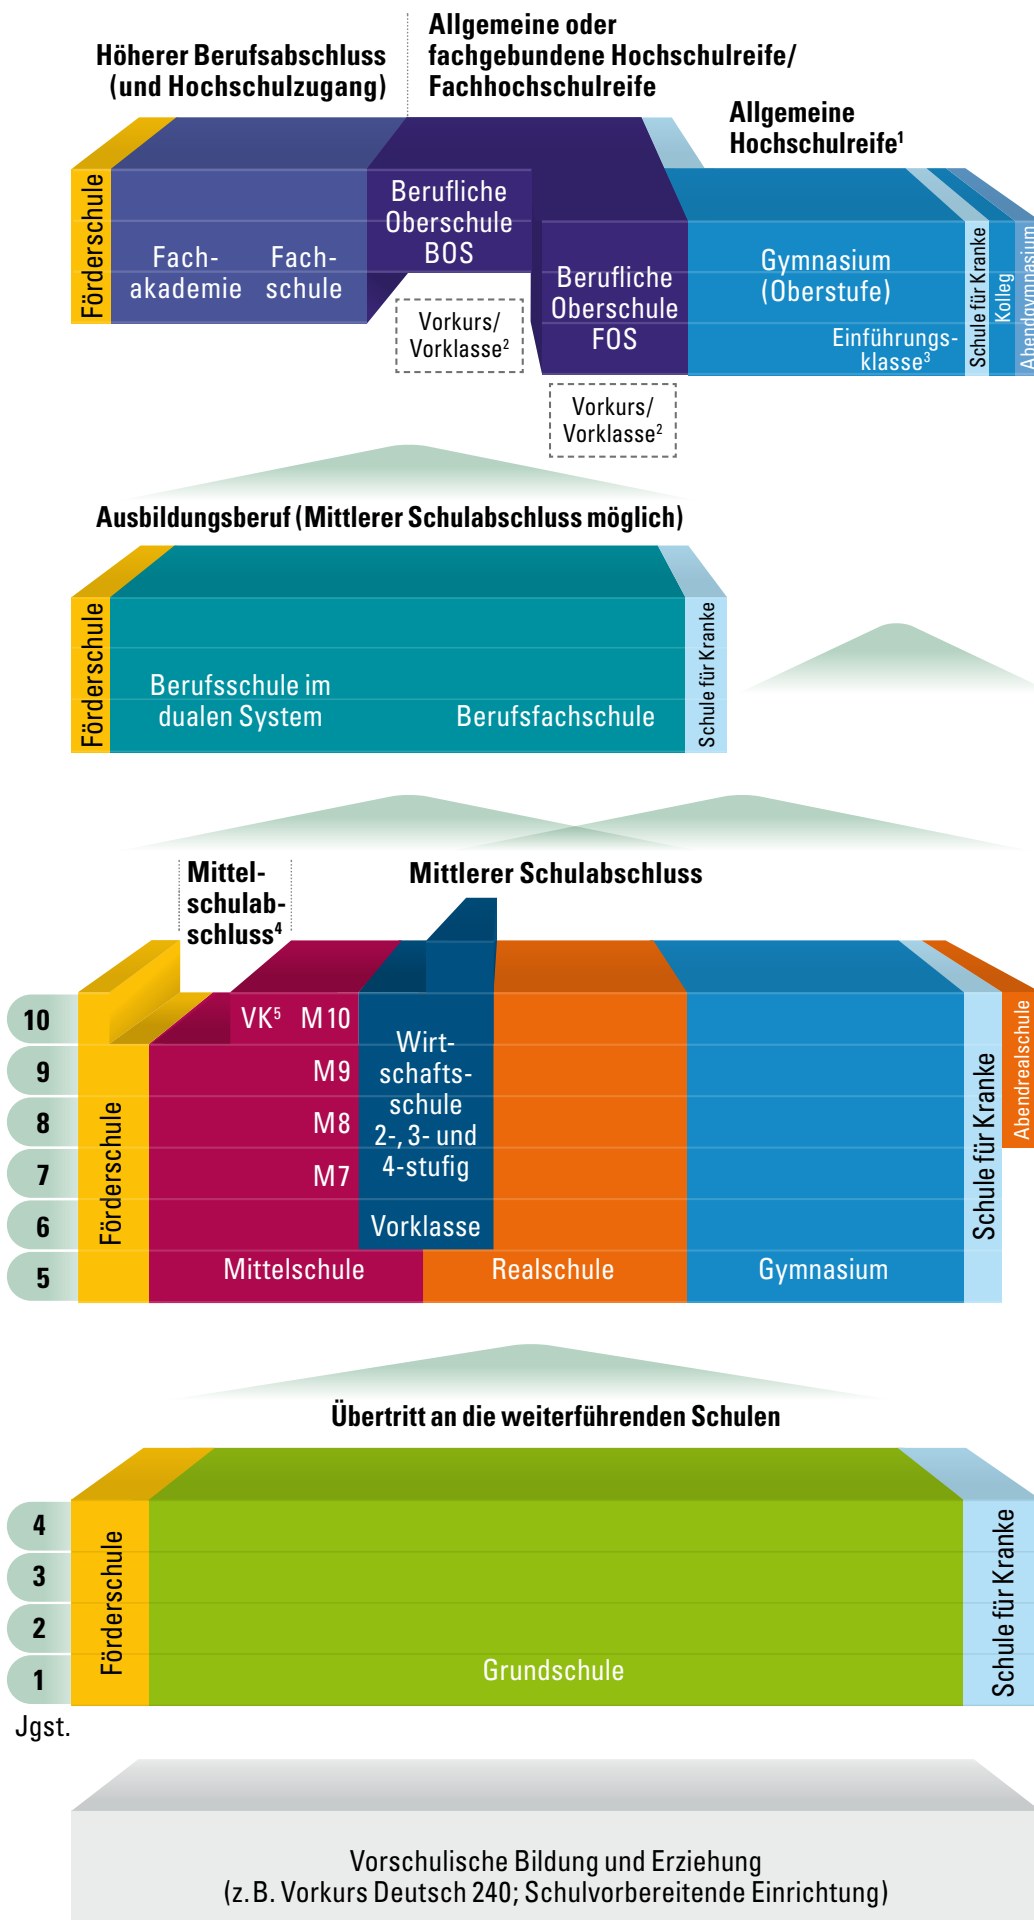 Höherer Berufsabschluss
(und Hochschulzugang)
Allgemeine oder
fachgebundene Hochschulreife/
Fachhochschulreife
Allgemeine
Hochschulreife¹
Förderschule
Fach-
akademie
Fach-
schule
Berufliche
Oberschule
BOS
Vorkurs/
Vorklasse²
Berufliche
Oberschule
FOS
Vorkurs/
Vorklasse²
Gymnasium
(Oberstufe)
Einführungs-
klasse³
Schule für Kranke
Kolleg
Abendgymnasium
Ausbildungsberuf (Mittlerer Schulabschluss möglich)
Förderschule
Berufsschule im
dualen System
Berufsfachschule
Schule für Kranke
Mittel-
schulab-
schluss⁴
Mittlerer Schulabschluss
10
9
8
7
6
5
Förderschule
VK⁵ M10
M9
M8
M7
Mittelschule
Wirt-
schafts-
schule
2-, 3- und
4-stufig
Vorklasse
Realschule
Gymnasium
Schule für Kranke
Abendrealschule
Übertritt an die weiterführenden Schulen
4
3
2
1
Jgst.
Förderschule
Grundschule
Schule für Kranke
Vorschulische Bildung und Erziehung
(z. B. Vorkurs Deutsch 240; Schulvorbereitende Einrichtung)